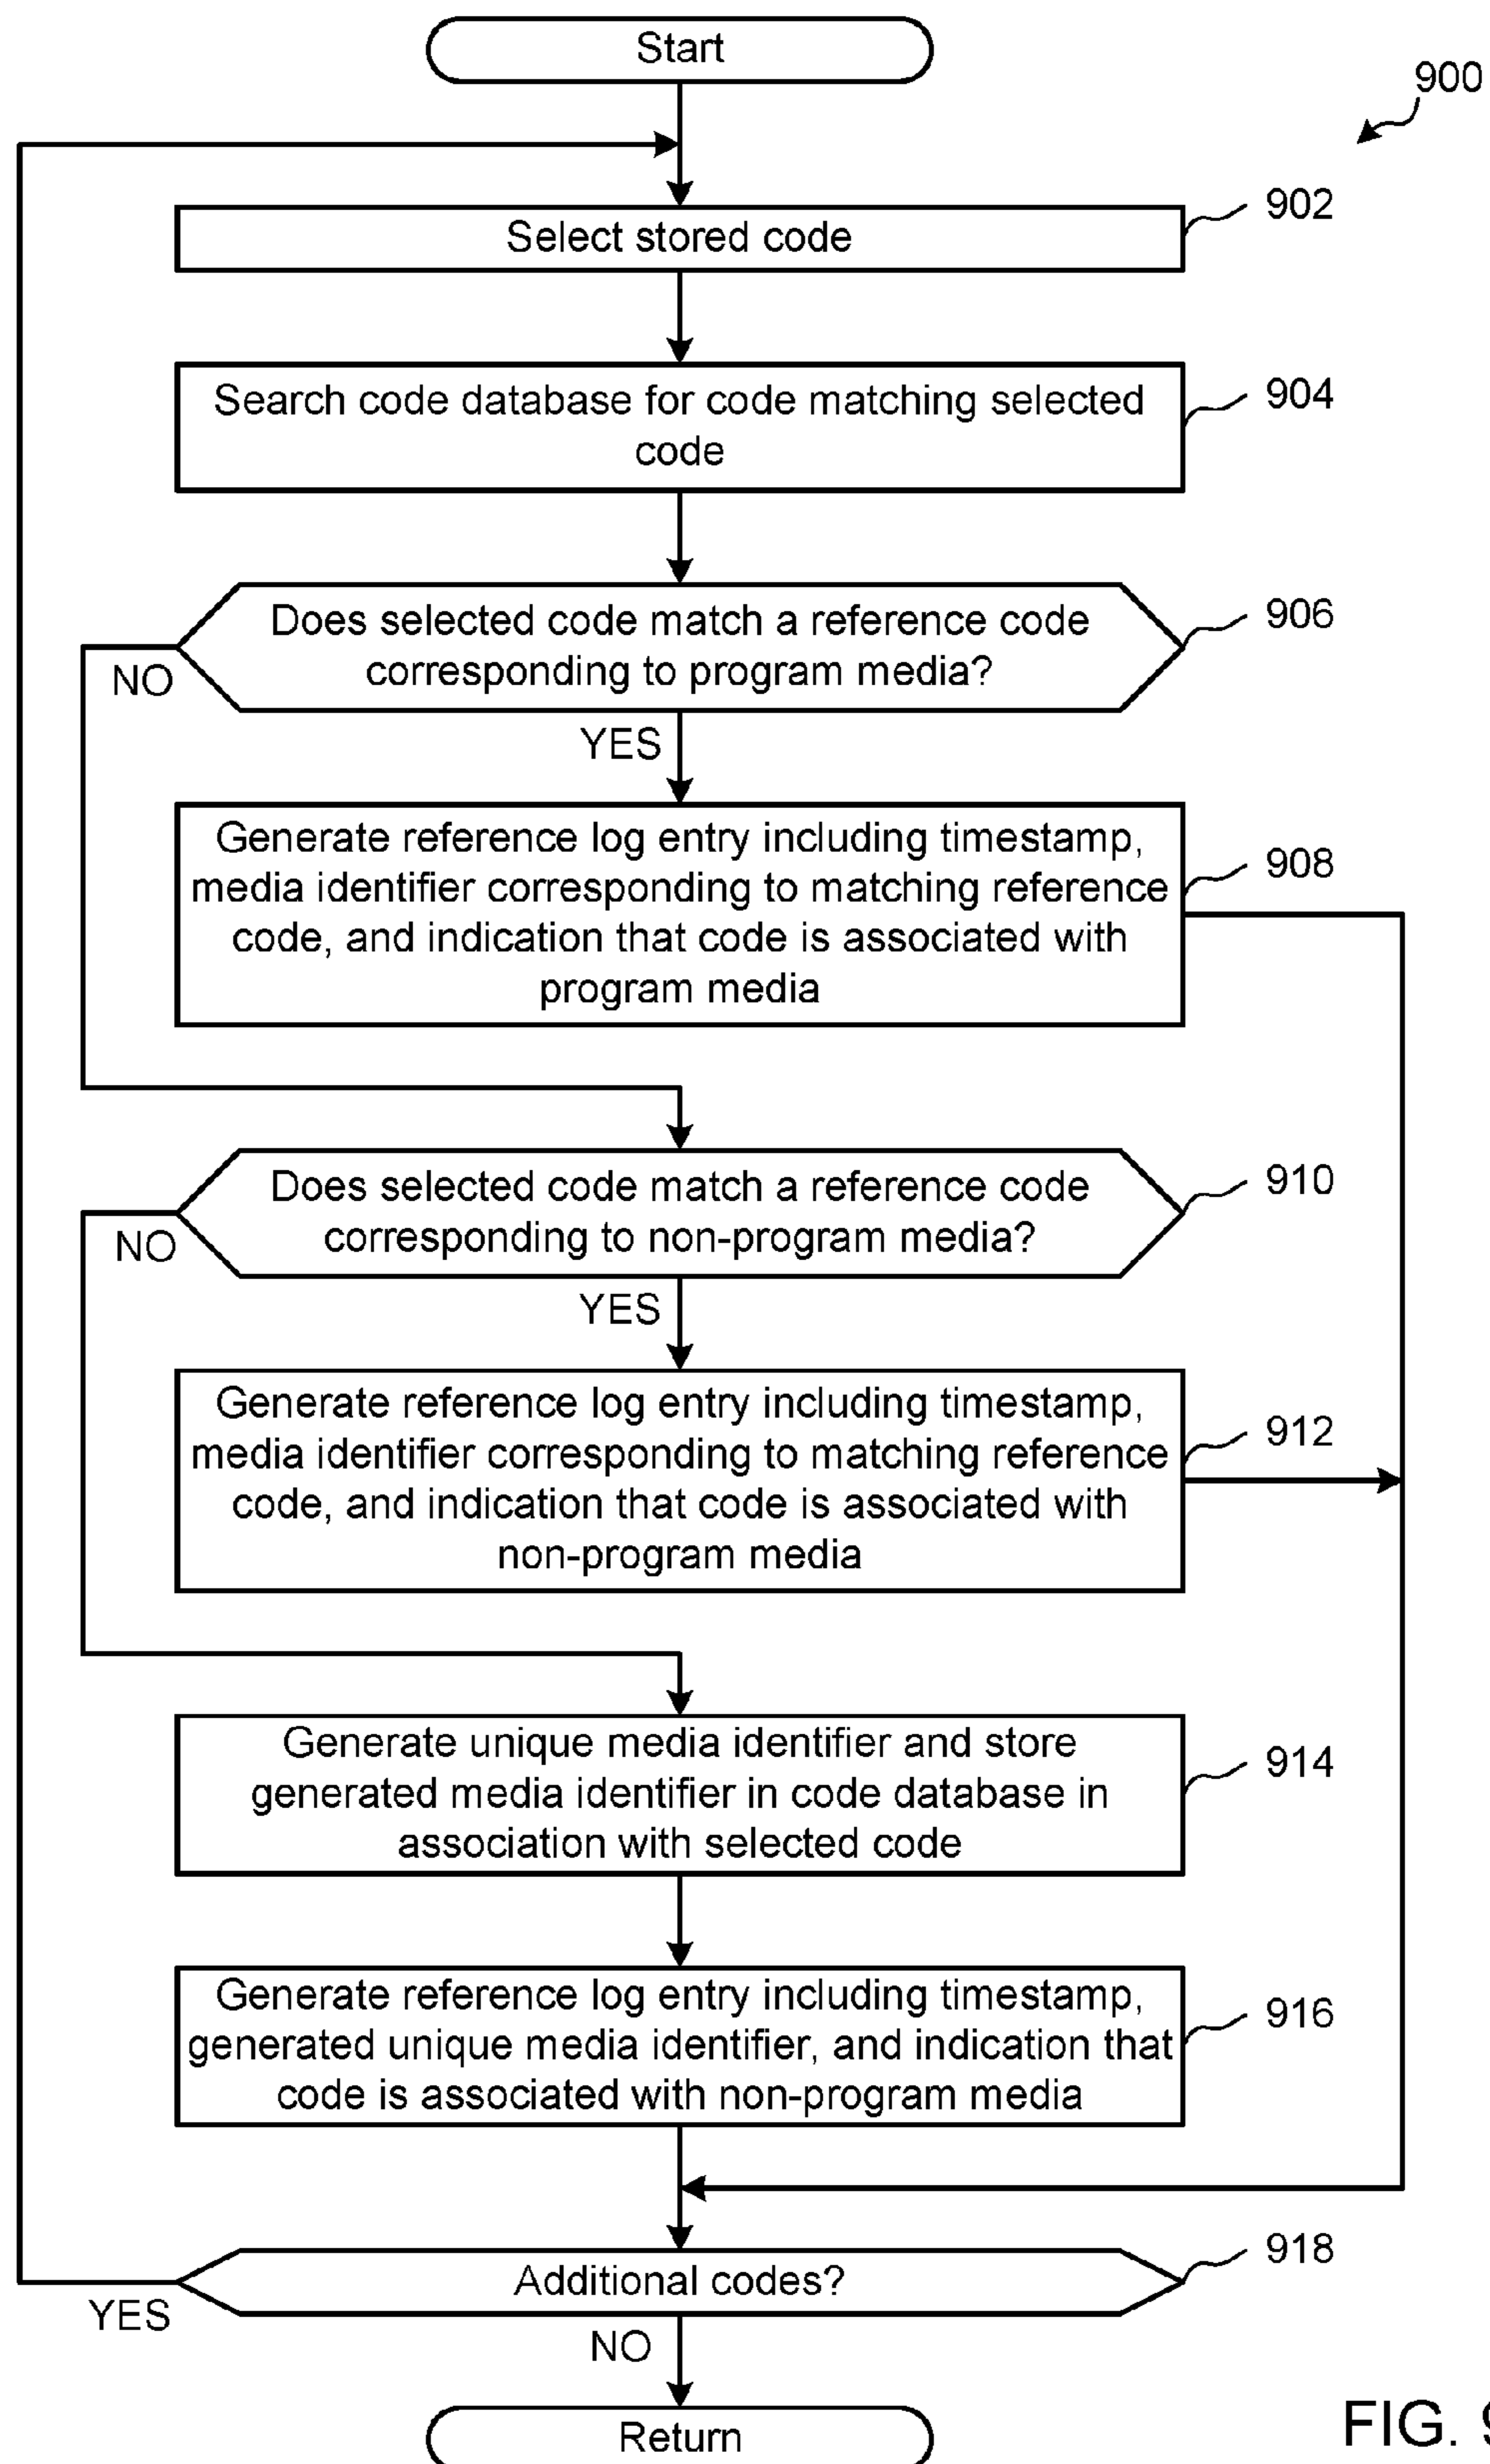 Start
900
902
Select stored code
904
Search code database for code matching selected
code
906
Does selected code match a reference code
corresponding to program media?
NO
YES
908
Generate reference log entry including timestamp,
media identifier corresponding to matching reference
code, and indication that code is associated with
program media
910
Does selected code match a reference code
corresponding to non-program media?
NO
YES
912
Generate reference log entry including timestamp,
media identifier corresponding to matching reference
code, and indication that code is associated with
non-program media
914
Generate unique media identifier and store
generated media identifier in code database in
association with selected code
916
Generate reference log entry including timestamp,
generated unique media identifier, and indication that
code is associated with non-program media
918
Additional codes?
YES
NO
Return
FIG. 9